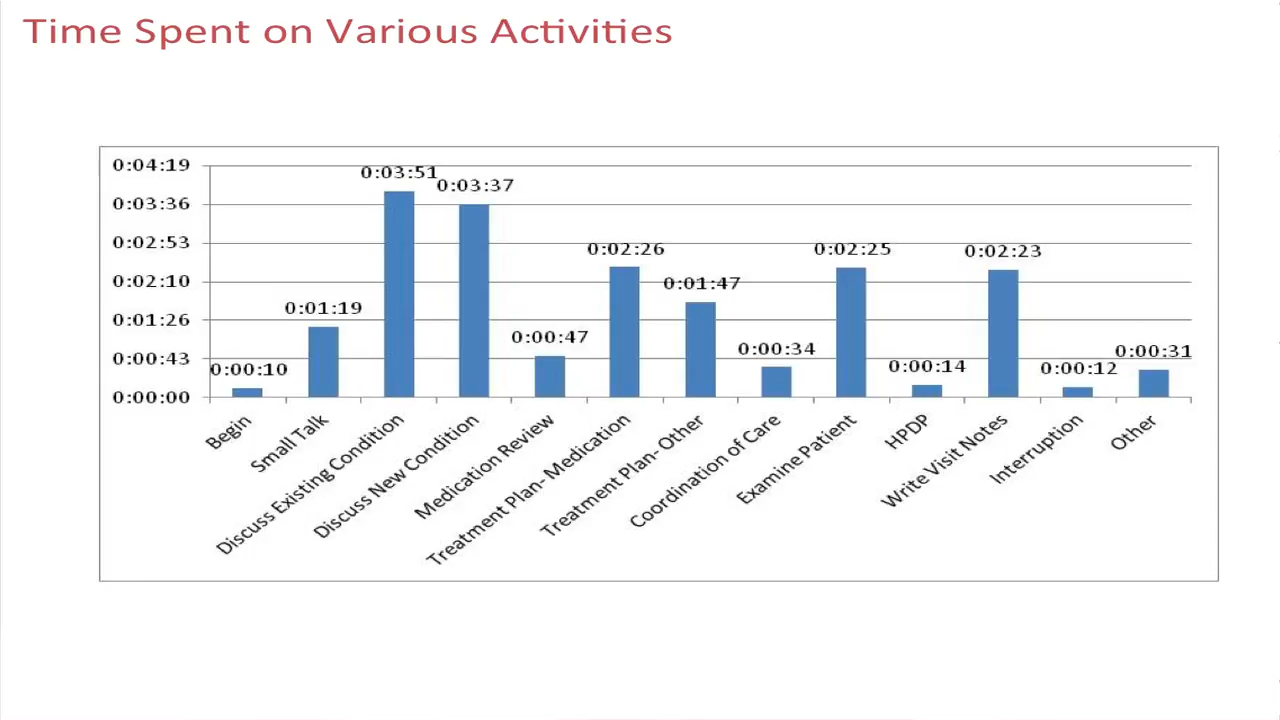 Time Spent on Various Activities
0:04:19
0:03:36
0:02:53
0:02:10
0:01:26
0:00:43
0:00:00
0:00:10
0:01:19
0:03:51
0:03:37
0:00:47
0:02:26
0:01:47
0:00:34
0:02:25
0:00:14
0:02:23
0:00:12
0:00:31
Begin
Small Talk
Discuss Existing Condition
Discuss New Condition
Medication Review
Treatment Plan- Medication
Treatment Plan- Other
Coordination of Care
Examine Patient
HPDP
Write Visit Notes
Interruption
Other